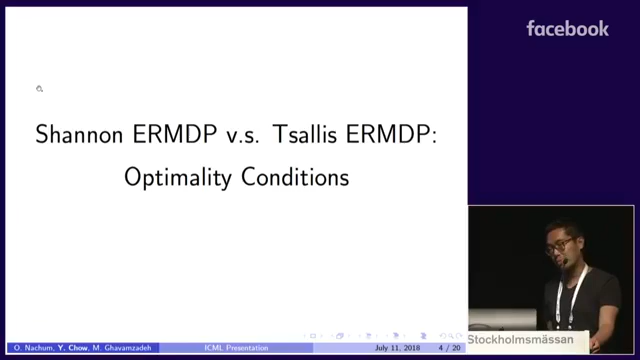 facebook
Shannon ERMDP v.s. Tsallis ERMDP:
Optimality Conditions
O. Nachum, Y. Chow, M. Ghavamzadeh
ICML Presentation
July 11, 2018
4 / 20
Stockholmsmässan